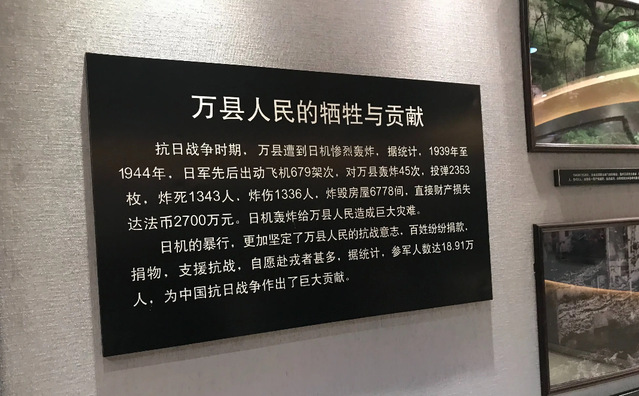 万县人民的牺牲与贡献
抗日战争时期，万县遭到日机惨烈轰炸，据统计，1939年至
1944年，日军先后出动飞机679架次，对万县轰炸45次，投弹2353
枚，炸死1343人、炸伤1336人，炸毁房屋6778间，直接财产损失
达法币2700万元。日机轰炸给万县人民造成巨大灾难。
日机的暴行，更加坚定了万县人民的抗战意志，百姓纷纷捐款、
捐物，支援抗战，自愿赴戎者甚多，据统计，参军人数达18.91万
人，为中国抗日战争作出了巨大贡献。